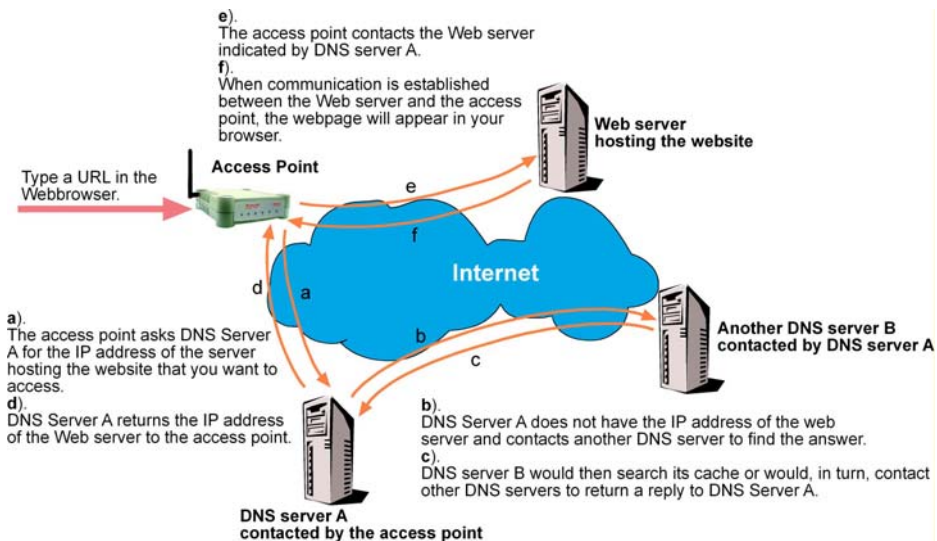 e).
The access point contacts the Web server
indicated by DNS server A.
f).
When communication is established
between the Web server and the access
point, the webpage will appear in your
browser.
Web server
hosting the website
Access Point
Type a URL in the
Webbrowser.
e
f
Internet
d
a
b
c
Another DNS server B
contacted by DNS server A
a).
The access point asks DNS Server
A for the IP address of the server
hosting the website that you want to
access.
d).
DNS Server A returns the IP address
of the Web server to the access point.
b).
DNS Server A does not have the IP address of the web
server and contacts another DNS server to find the answer.
c).
DNS server B would then search its cache or would, in turn, contact
other DNS servers to return a reply to DNS Server A.
DNS server A
contacted by the access point